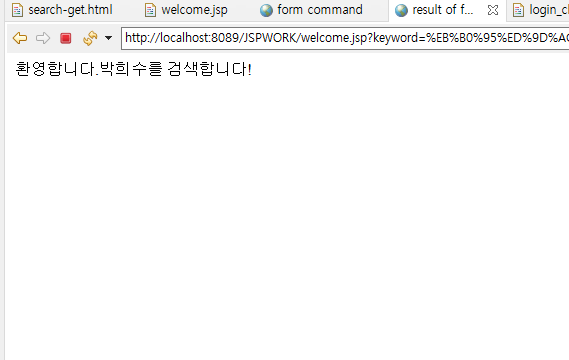 search-get.html welcome.jsp form command result of f... login_c
http://localhost:8089/JSPWORK/welcome.jsp?keyword=%EB%B0%95%ED%9D%AC
환영합니다.박희수를 검색합니다!